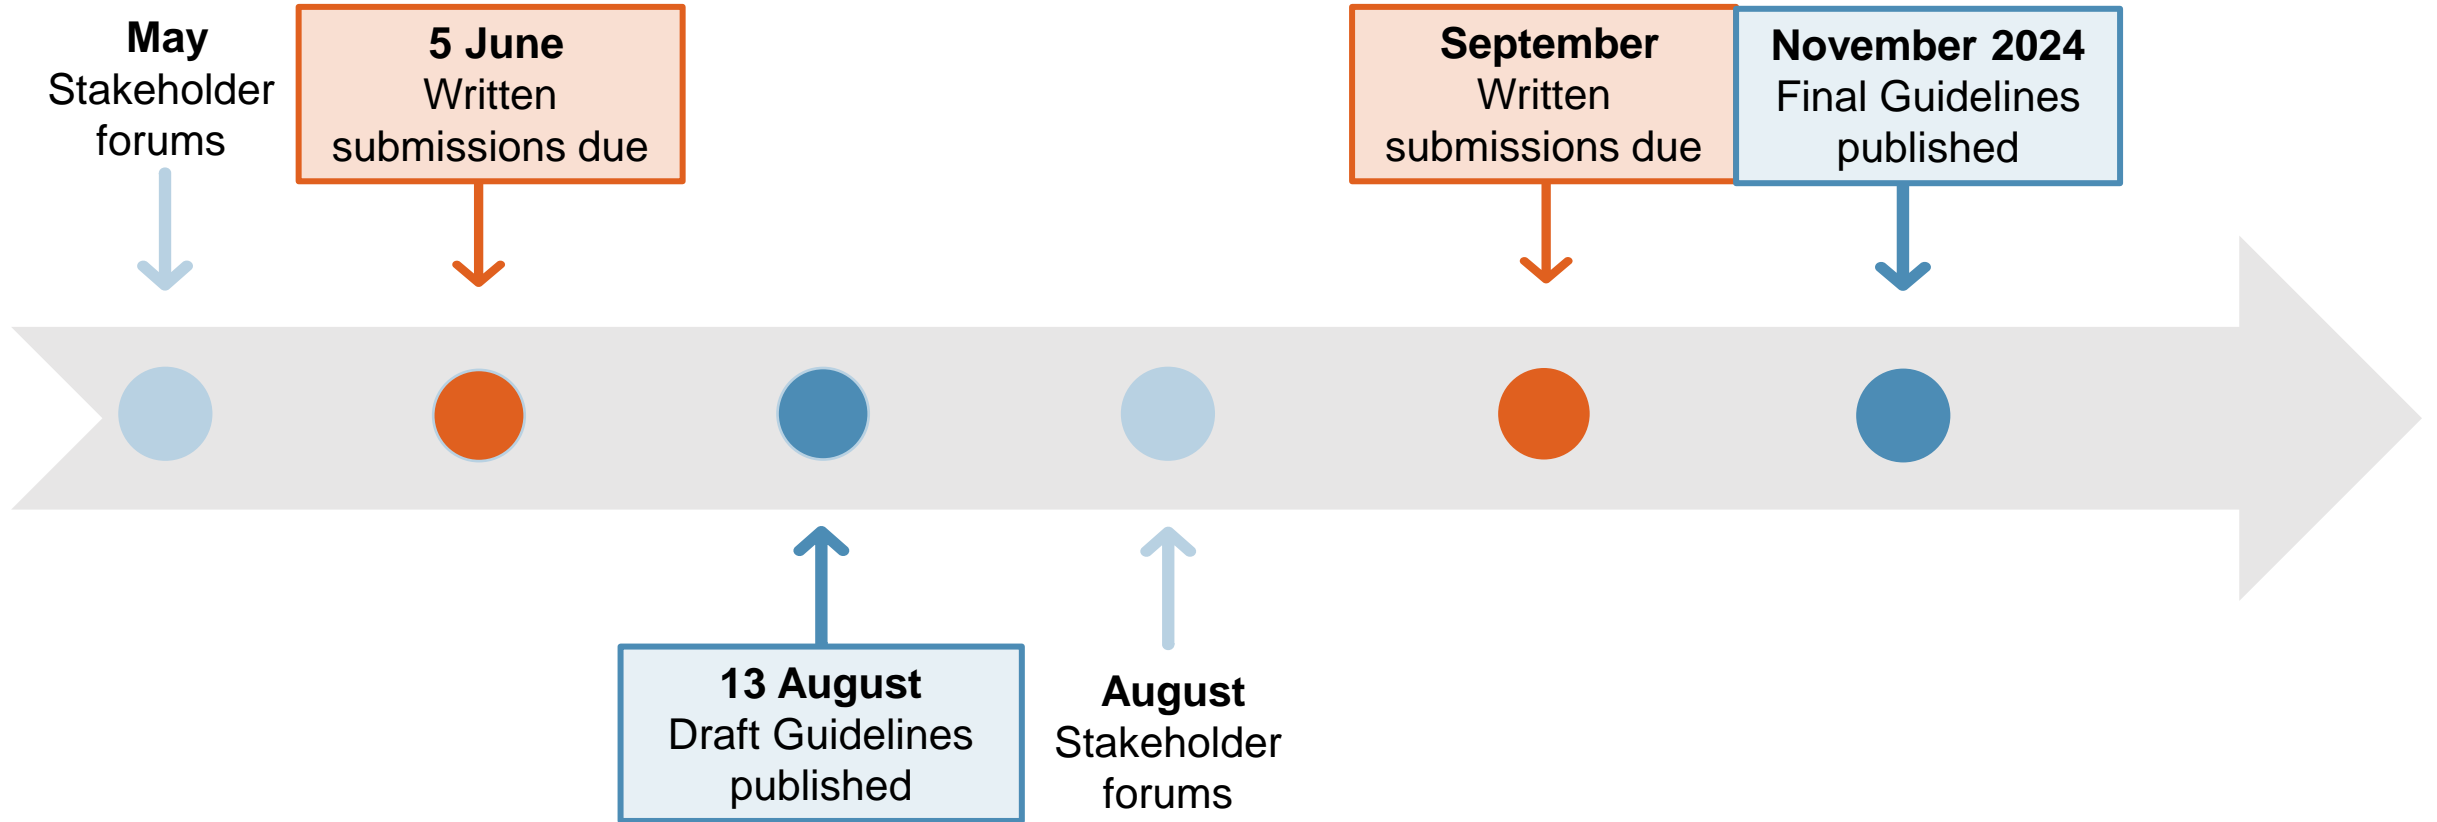 May
Stakeholder
forums
5 June
Written
submissions due
September
Written
submissions due
November 2024
Final Guidelines
published
13 August
Draft Guidelines
published
August
Stakeholder
forums